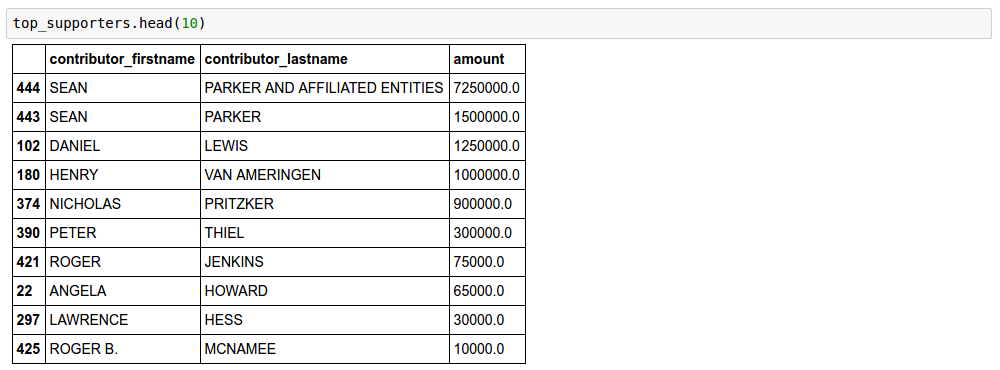 top_supporters.head(10)
contributor_firstname contributor_lastname amount
444 SEAN PARKER AND AFFILIATED ENTITIES 7250000.0
443 SEAN PARKER 1500000.0
102 DANIEL LEWIS 1250000.0
180 HENRY VAN AMERINGEN 1000000.0
374 NICHOLAS PRITZKER 900000.0
390 PETER THIEL 300000.0
421 ROGER JENKINS 75000.0
22 ANGELA HOWARD 65000.0
297 LAWRENCE HESS 30000.0
425 ROGER B. MCNAMEE 10000.0